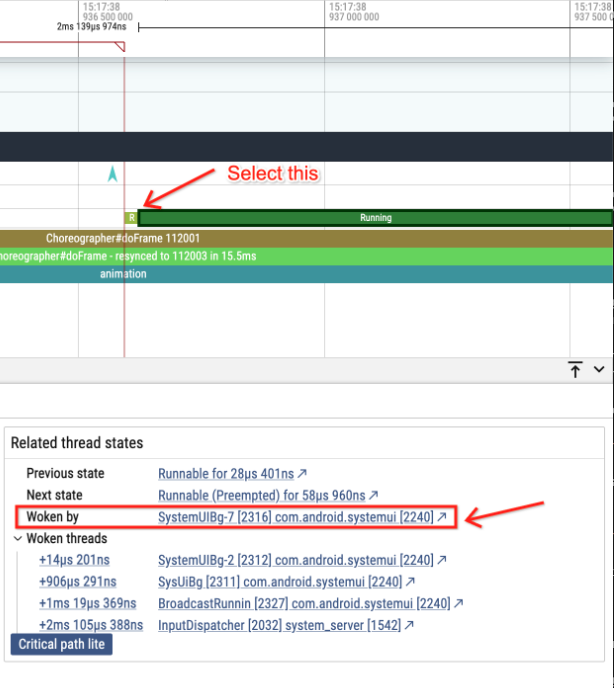 15:17:38
936 500 000
15:17:38
937 000 000
15:17:38
937 500 0
2ms 139µs 974ns
Select this
R
Running
Choreographer#doFrame 112001
horeographer#doFrame - resynced to 112003 in 15.5ms
animation
Related thread states
Previous state Runnable for 28µs 401ns
Next state Runnable (Preempted) for 58µs 960ns
Woken by SystemUIBg-7 [2316] com.android.systemui [2240]
Woken threads
+14µs 201ns SystemUIBg-2 [2312] com.android.systemui [2240]
+906µs 291ns SysUiBg [2311] com.android.systemui [2240]
+1ms 19µs 369ns BroadcastRunnin [2327] com.android.systemui [2240]
+2ms 105µs 388ns InputDispatcher [2032] system_server [1542]
Critical path lite